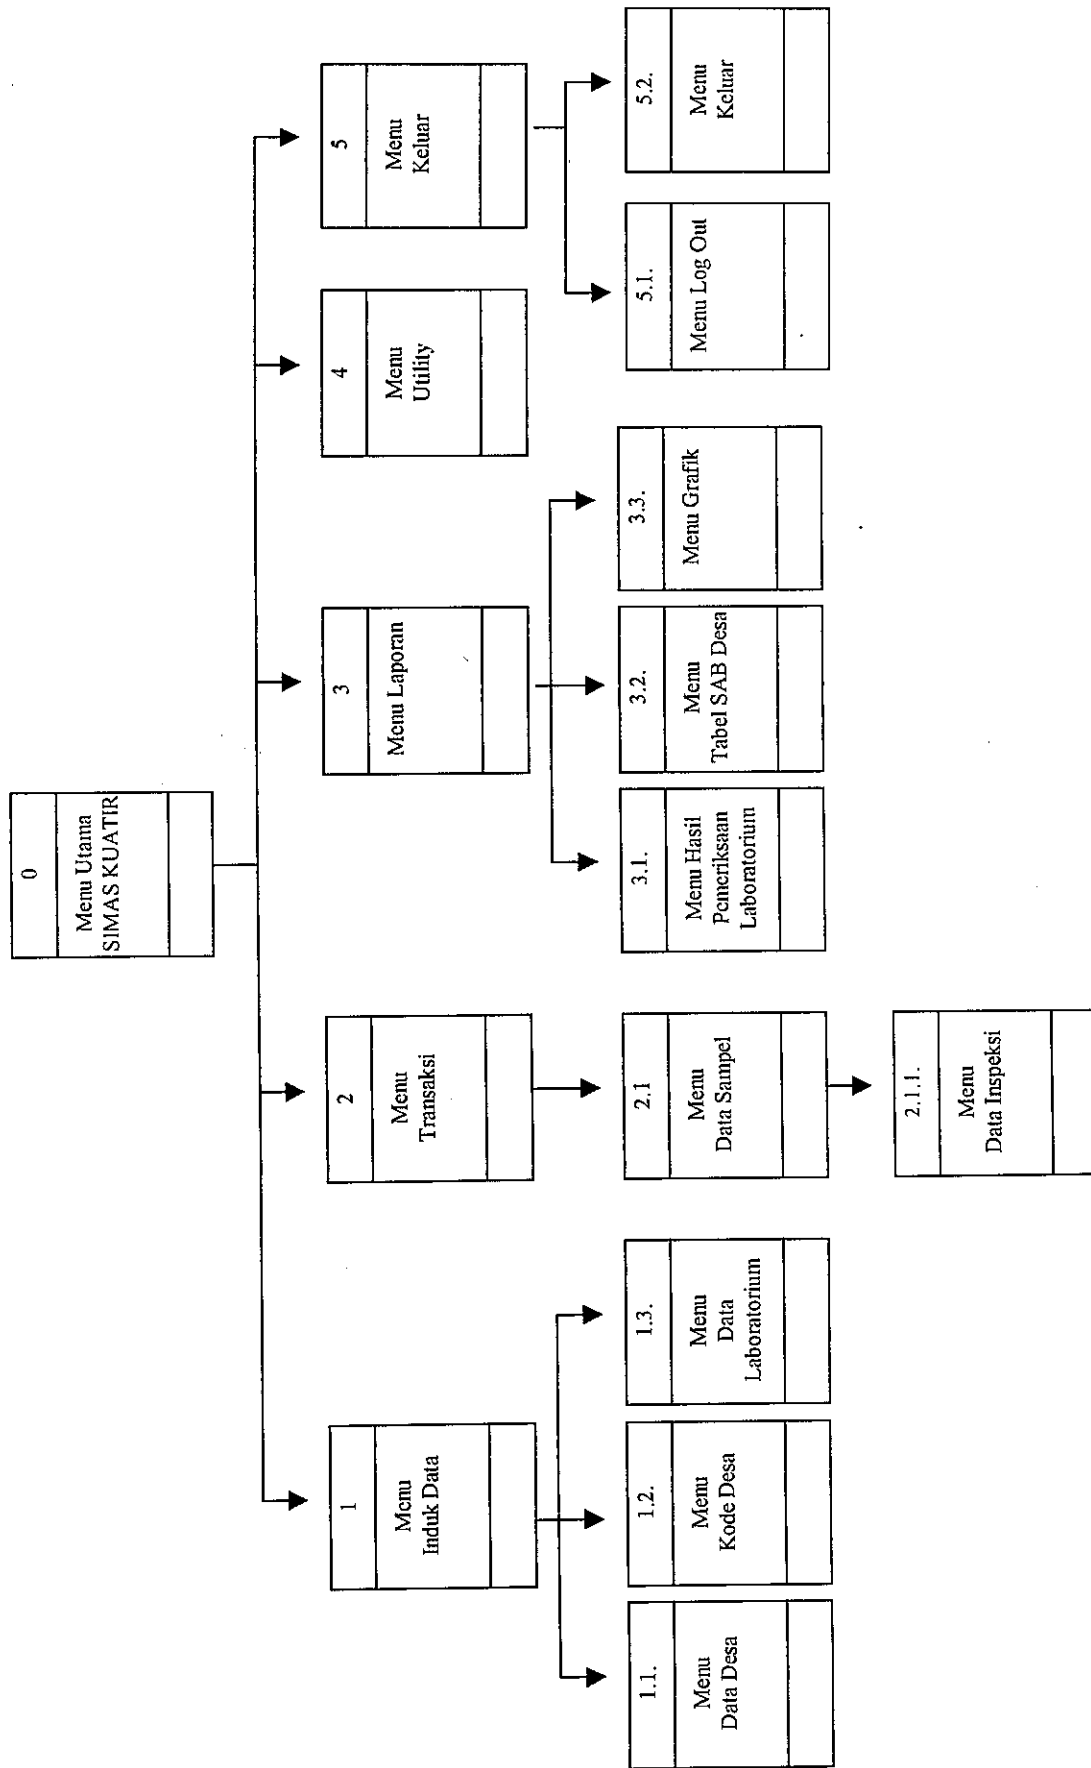 0
Menu Utama
SIMAS KUATIR
1
Menu
Induk Data
2
Menu
Transaksi
3
Menu Laporan
4
Menu
Utility
5
Menu
Keluar
1.1.
Menu
Data Desa
1.2.
Menu
Kode Desa
1.3.
Menu
Data
Laboratorium
2.1
Menu
Data Sampel
3.1.
Menu Hasil
Pemeriksaan
Laboratorium
3.2.
Menu
Tabel SAB Desa
3.3.
Menu Grafik
5.1.
Menu Log Out
5.2.
Menu
Keluar
2.1.1.
Menu
Data Inspeksi